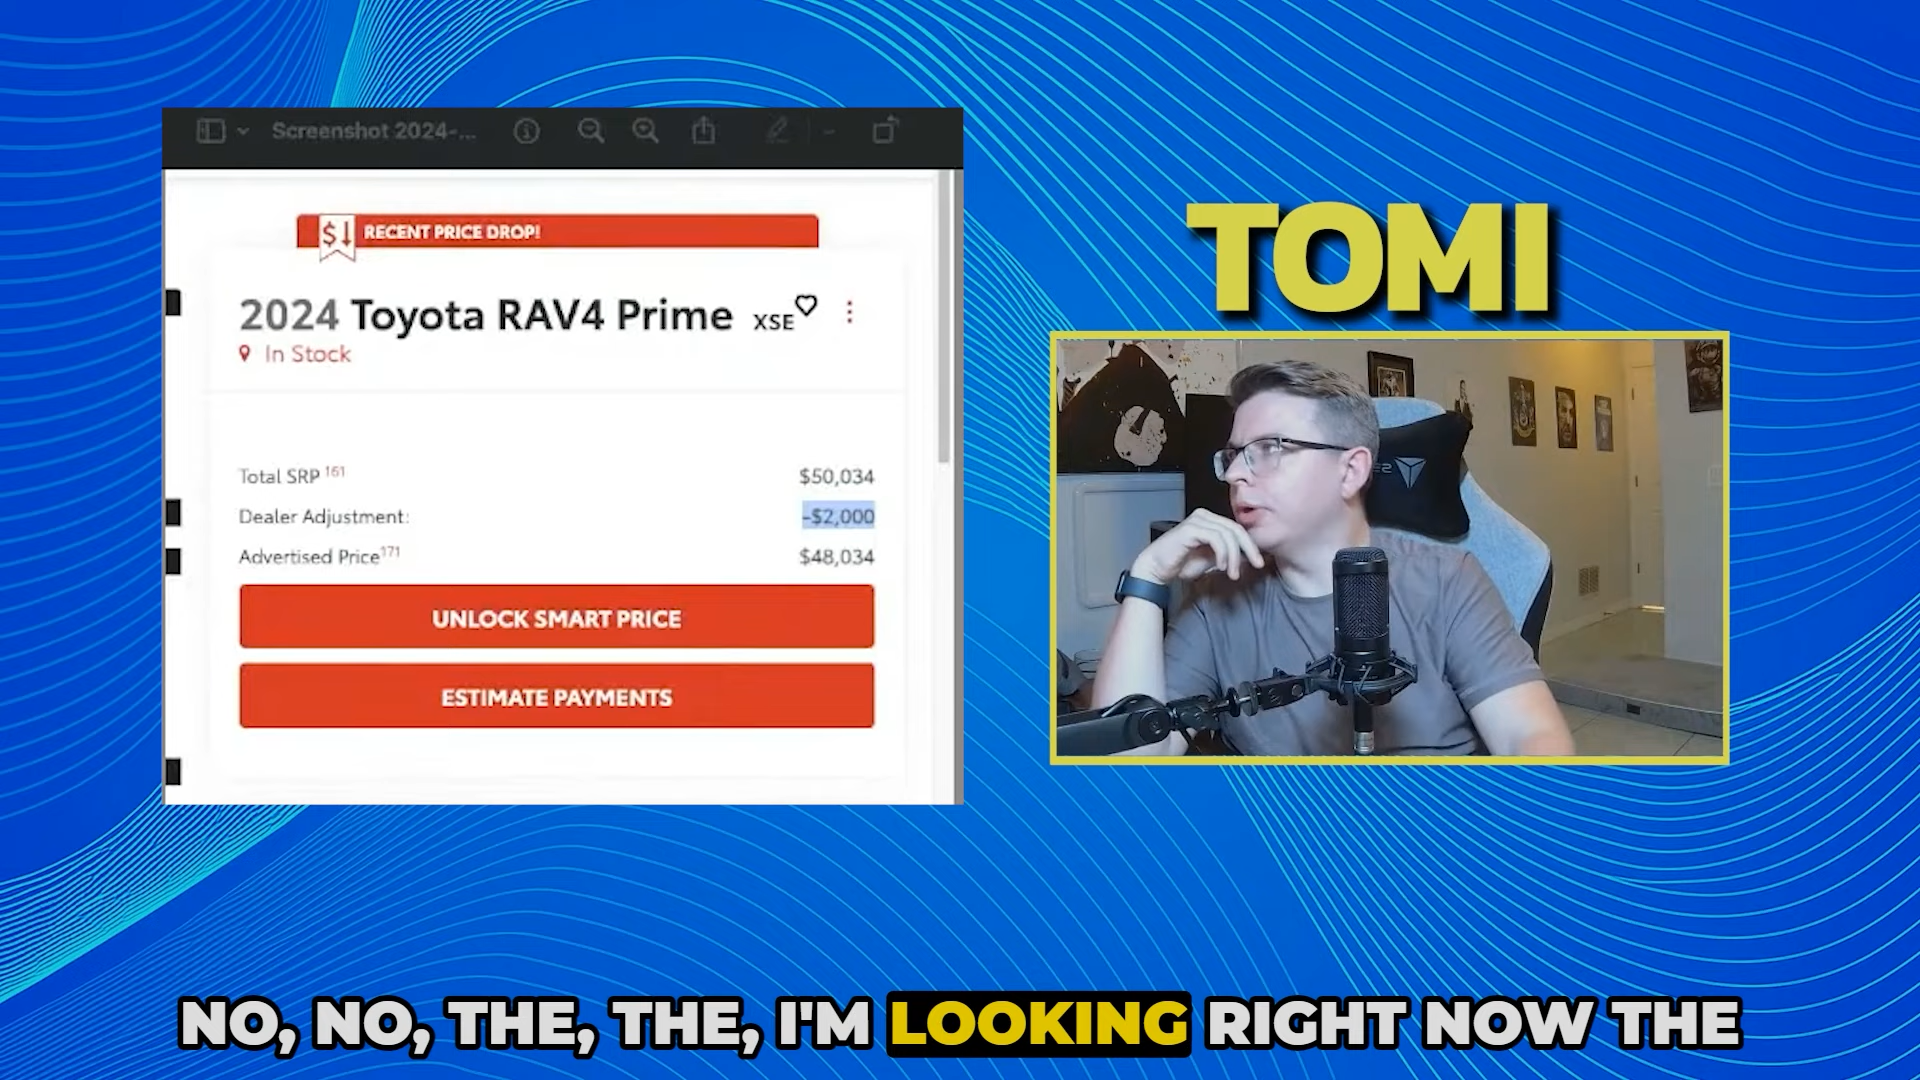 Screenshot 2024-...
$ RECENT PRICE DROP!
2024 Toyota RAV4 Prime XSE
In Stock
Total SRP 161 $50,034
Dealer Adjustment: -$2,000
Advertised Price171 $48,034
UNLOCK SMART PRICE
ESTIMATE PAYMENTS
TOMI
NO, NO, THE, THE, I'M LOOKING RIGHT NOW THE